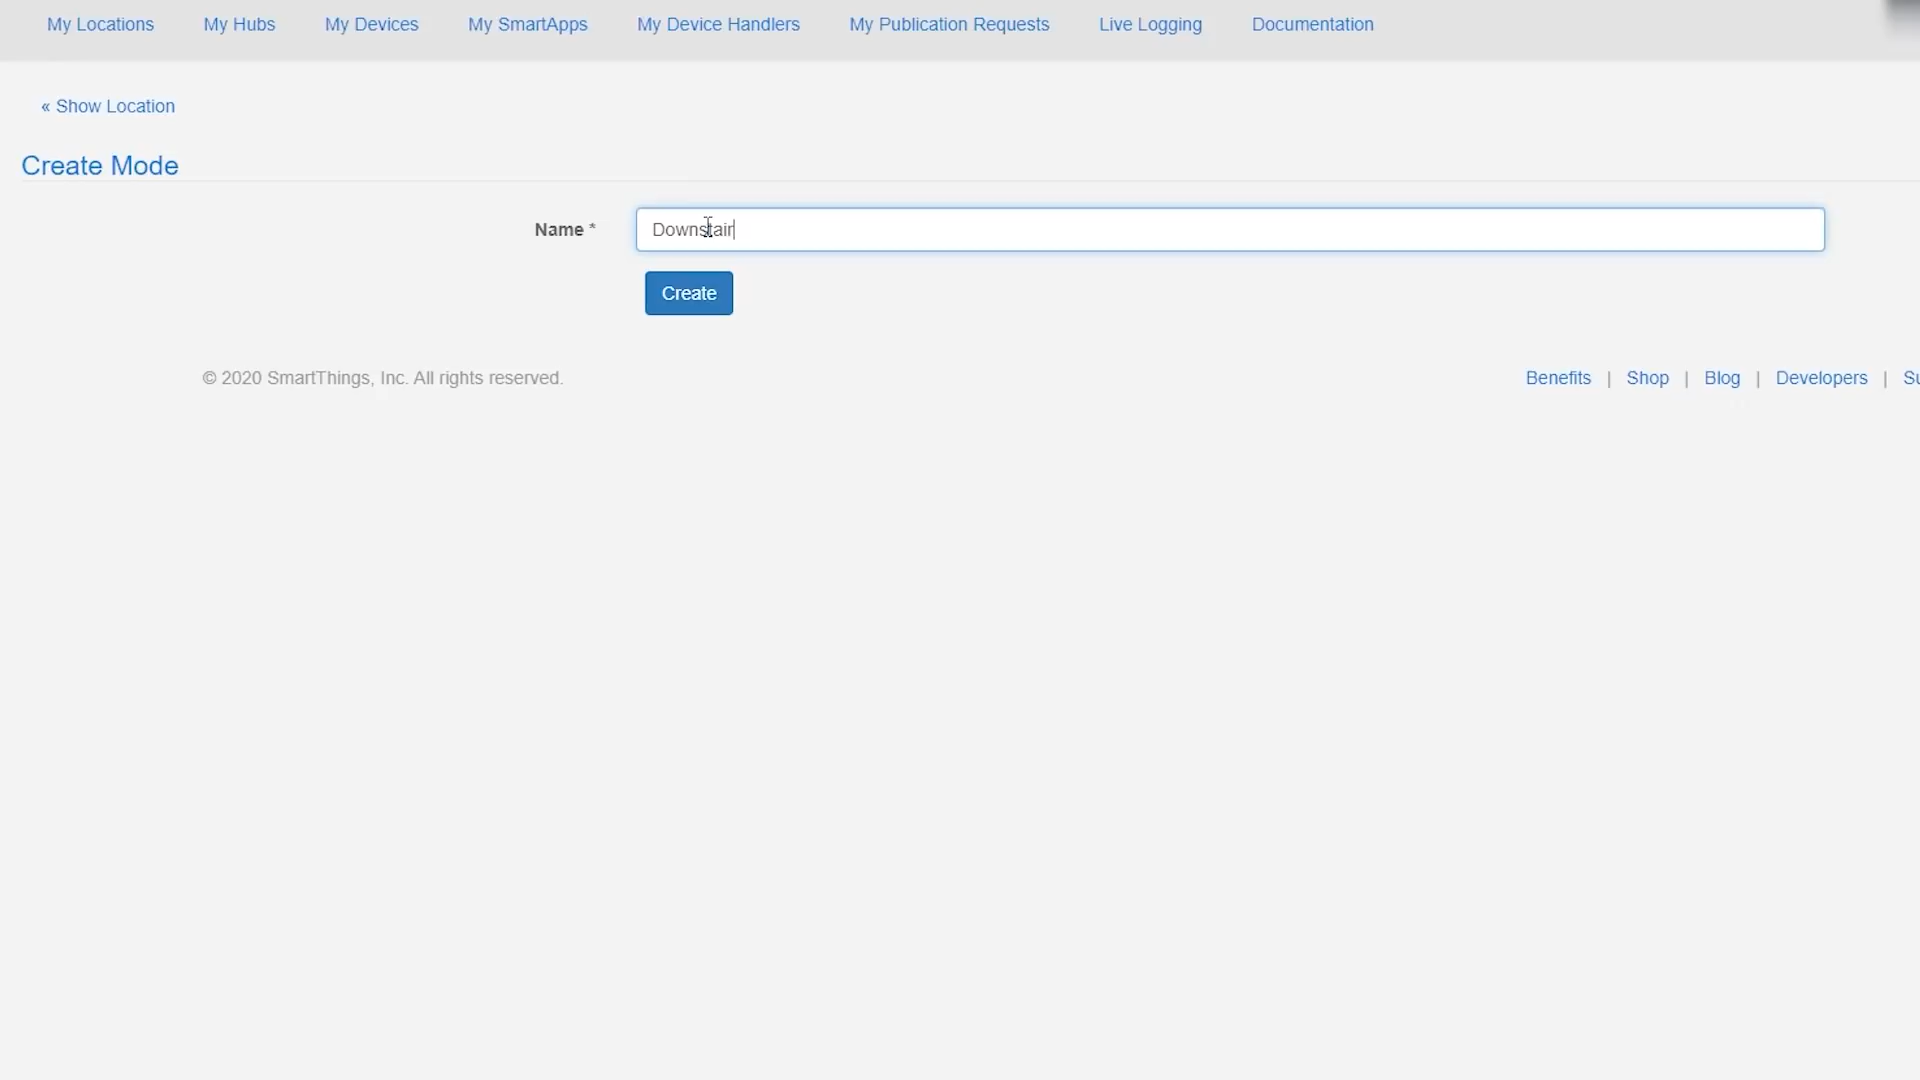 My Locations My Hubs My Devices My SmartApps My Device Handlers My Publication Requests Live Logging Documentation
« Show Location
Create Mode
Name * Downstair
Create
© 2020 SmartThings, Inc. All rights reserved. Benefits | Shop | Blog | Developers |